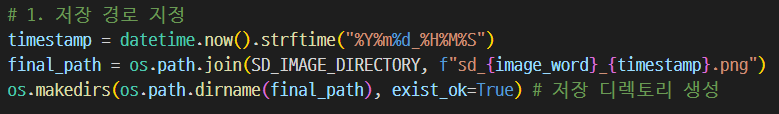 # 1. 저장 경로 지정
timestamp = datetime.now().strftime("%Y%m%d_%H%M%S")
final_path = os.path.join(SD_IMAGE_DIRECTORY, f"sd_{image_word}_{timestamp}.png")
os.makedirs(os.path.dirname(final_path), exist_ok=True) # 저장 디렉토리 생성